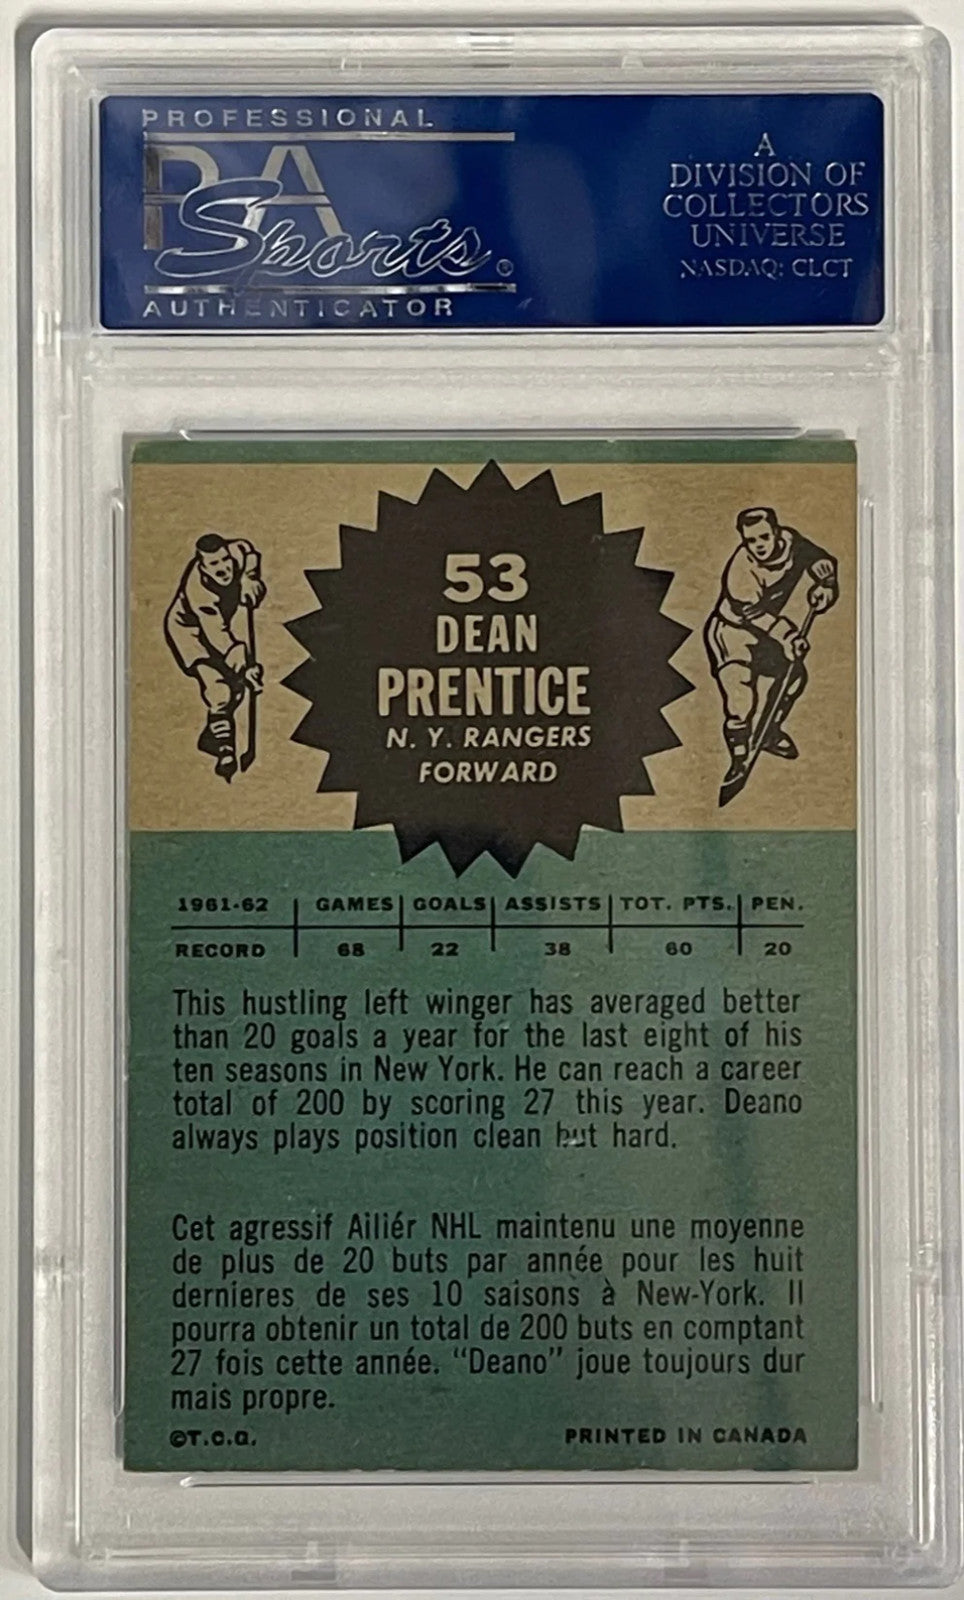 PROFESSIONAL
PSA
Sports®
AUTHENTICATOR
A
DIVISION OF
COLLECTORS
UNIVERSE
NASDAQ: CLCT
53
DEAN
PRENTICE
N. Y. RANGERS
FORWARD
1961-62 GAMES GOALS ASSISTS TOT. PTS. PEN.
RECORD 68 22 38 60 20
This hustling left winger has averaged better
than 20 goals a year for the last eight of his
ten seasons in New York. He can reach a career
total of 200 by scoring 27 this year. Deano
always plays position clean but hard.
Cet agressif Ailiér NHL maintenu une moyenne
de plus de 20 buts par année pour les huit
dernieres de ses 10 saisons à New-York. Il
pourra obtenir un total de 200 buts en comptant
27 fois cette année. "Deano" joue toujours dur
mais propre.
©T.C.G. PRINTED IN CANADA